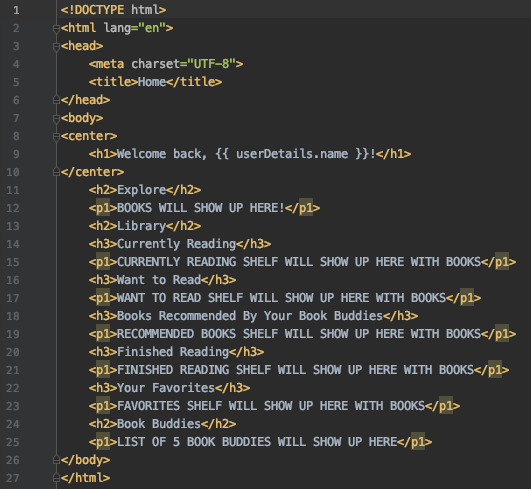 1 <!DOCTYPE html>
2 <html lang="en">
3 <head>
4 <meta charset="UTF-8">
5 <title>Home</title>
6 </head>
7 <body>
8 <center>
9 <h1>Welcome back, {{ userDetails.name }}!</h1>
10 </center>
11 <h2>Explore</h2>
12 <p1>BOOKS WILL SHOW UP HERE!</p1>
13 <h2>Library</h2>
14 <h3>Currently Reading</h3>
15 <p1>CURRENTLY READING SHELF WILL SHOW UP HERE WITH BOOKS</p1>
16 <h3>Want to Read</h3>
17 <p1>WANT TO READ SHELF WILL SHOW UP HERE WITH BOOKS</p1>
18 <h3>Books Recommended By Your Book Buddies</h3>
19 <p1>RECOMMENDED BOOKS SHELF WILL SHOW UP HERE WITH BOOKS</p1>
20 <h3>Finished Reading</h3>
21 <p1>FINISHED READING SHELF WILL SHOW UP HERE WITH BOOKS</p1>
22 <h3>Your Favorites</h3>
23 <p1>FAVORITES SHELF WILL SHOW UP HERE WITH BOOKS</p1>
24 <h2>Book Buddies</h2>
25 <p1>LIST OF 5 BOOK BUDDIES WILL SHOW UP HERE</p1>
26 </body>
27 </html>